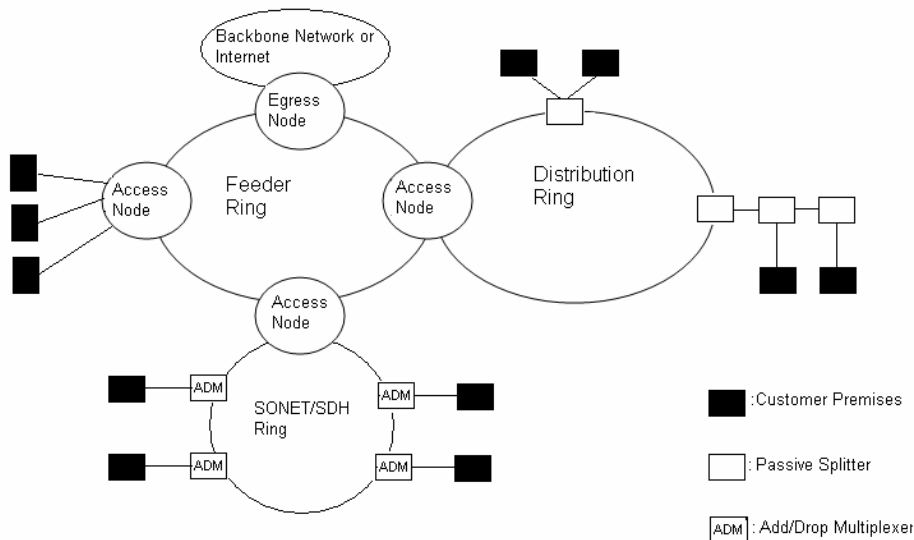 Backbone Network or
Internet
Egress
Node
Access
Node
Feeder
Ring
Access
Node
Distribution
Ring
Access
Node
ADM
ADM
SONET/SDH
Ring
ADM
ADM
:Customer Premises
: Passive Splitter
ADM : Add/Drop Multiplexer